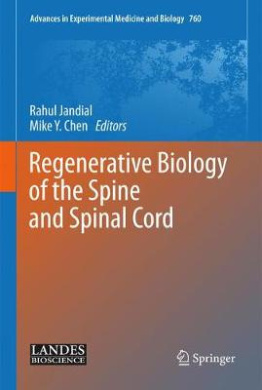 Advances in Experimental Medicine and Biology 760
Rahul Jandial
Mike Y. Chen Editors
Regenerative Biology
of the Spine
and Spinal Cord
LANDES
BIOSCIENCE
Springer